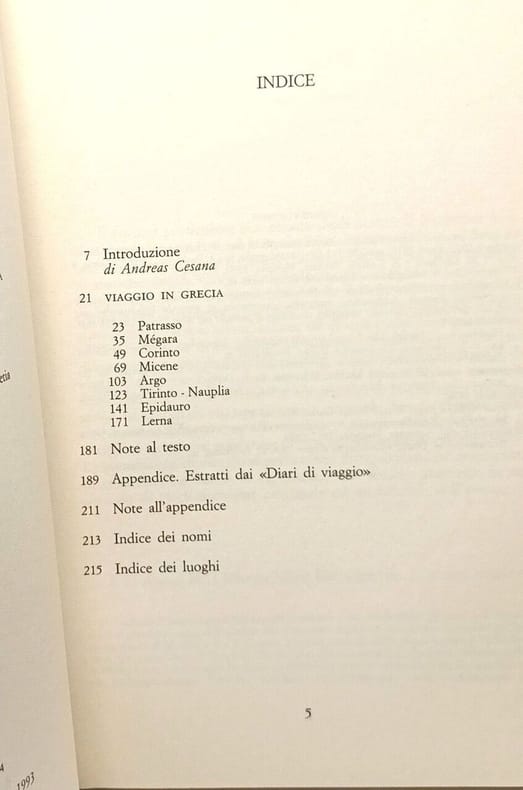 INDICE
7 Introduzione
di Andreas Cesana
21 VIAGGIO IN GRECIA
23 Patrasso
35 Mégara
49 Corinto
69 Micene
103 Argo
123 Tirinto - Nauplia
141 Epidauro
171 Lerna
181 Note al testo
189 Appendice. Estratti dai «Diari di viaggio»
211 Note all'appendice
213 Indice dei nomi
215 Indice dei luoghi
5
1993